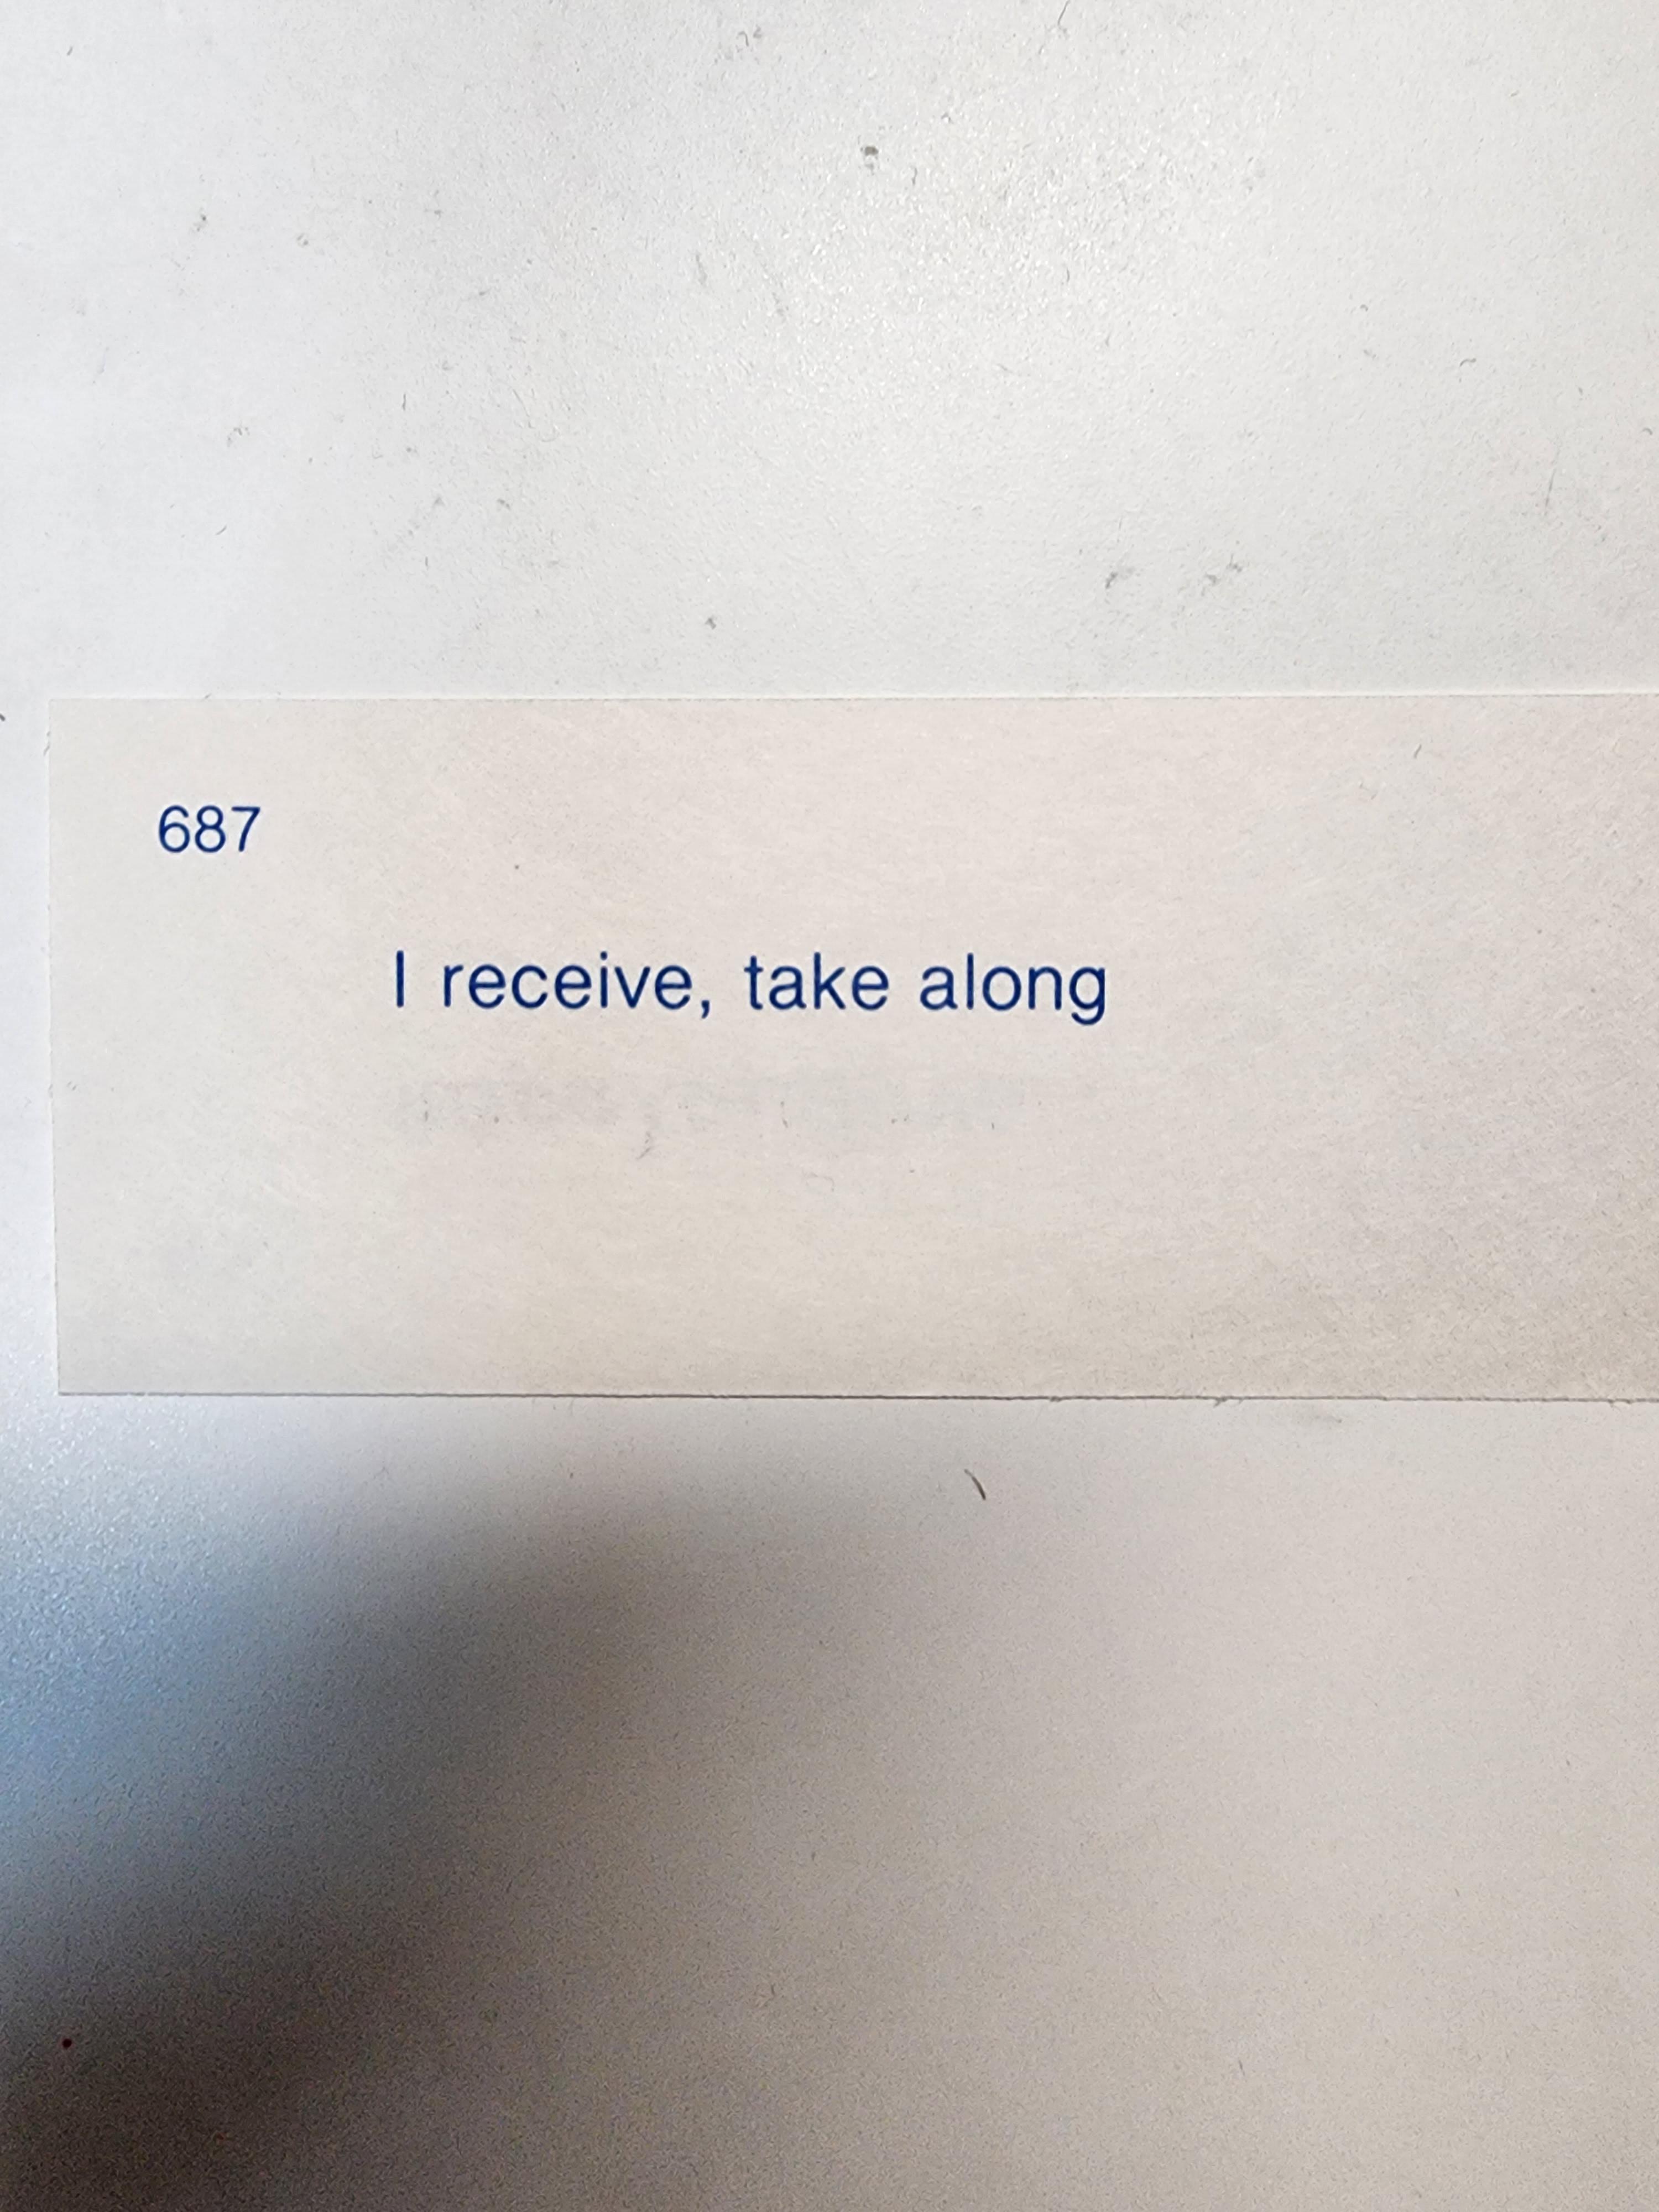 687
I receive, take along